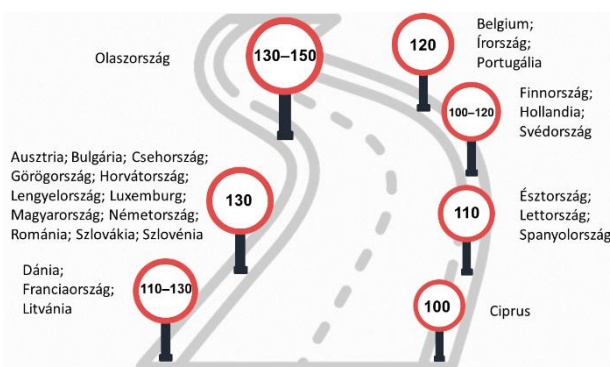 Olaszország
130–150
120
Belgium;
Írország;
Portugália
100–120
Finnország;
Hollandia;
Svédország
Ausztria; Bulgária; Csehország;
Görögország; Horvátország;
Lengyelország; Luxemburg;
Magyarország; Németország;
Románia; Szlovákia; Szlovénia
130
110
Észtország;
Lettország;
Spanyolország
Dánia;
Franciaország;
Litvánia
110–130
100
Ciprus